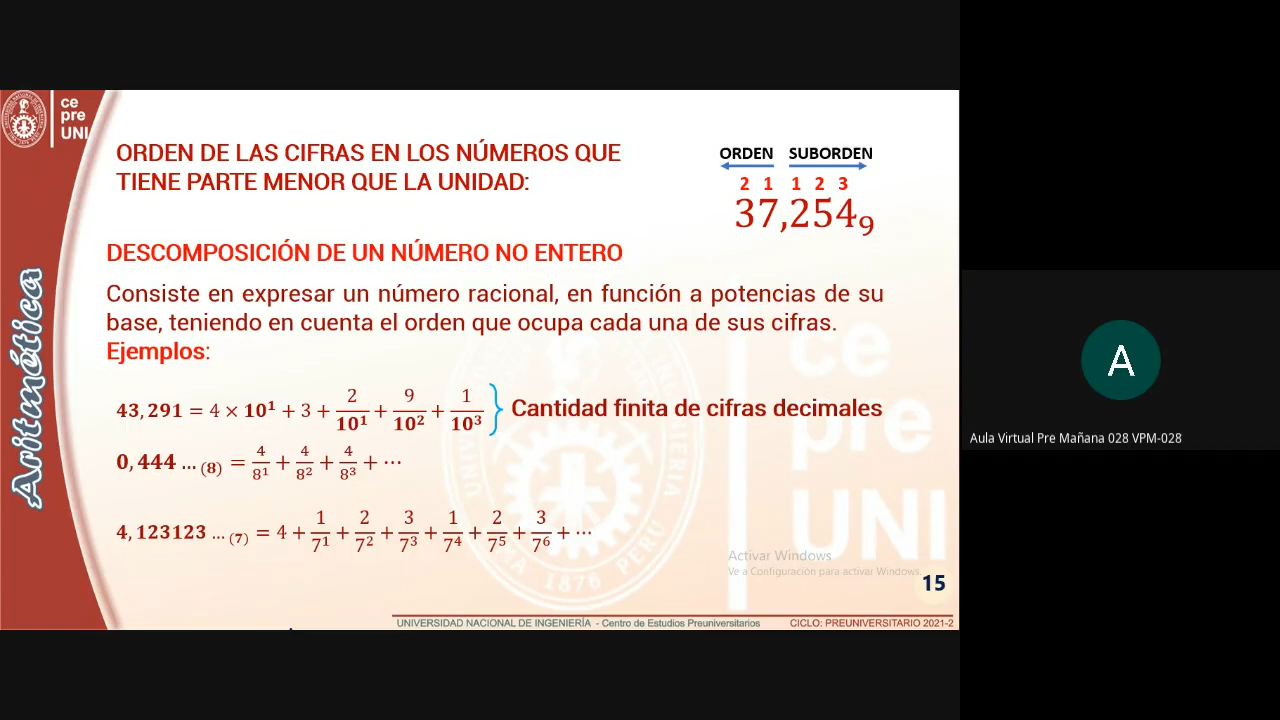 ce
pre
UNI
Aritmética
ORDEN DE LAS CIFRAS EN LOS NÚMEROS QUE
TIENE PARTE MENOR QUE LA UNIDAD:
ORDEN SUBORDEN
2 1 1 2 3
37,254₉
DESCOMPOSICIÓN DE UN NÚMERO NO ENTERO
Consiste en expresar un número racional, en función a potencias de su
base, teniendo en cuenta el orden que ocupa cada una de sus cifras.
Ejemplos:
43,291 = 4 × 10¹ + 3 + 2/10¹ + 9/10² + 1/10³ } Cantidad finita de cifras decimales
0,444 ... ₍₈₎ = 4/8¹ + 4/8² + 4/8³ + ⋯
4,123123 ... ₍₇₎ = 4 + 1/7¹ + 2/7² + 3/7³ + 1/7⁴ + 2/7⁵ + 3/7⁶ + ⋯
ce
pre
UNI
1876 PERU
Activar Windows
Ve a Configuración para activar Windows.
15
UNIVERSIDAD NACIONAL DE INGENIERÍA - Centro de Estudios Preuniversitarios CICLO: PREUNIVERSITARIO 2021-2
A
Aula Virtual Pre Mañana 028 VPM-028